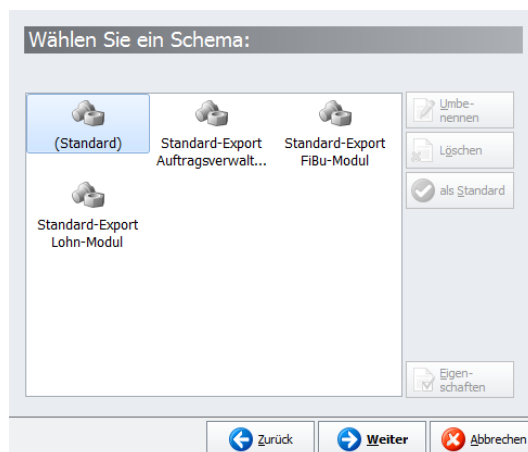 Wählen Sie ein Schema:
(Standard)
Standard-Export
Auftragsverwalt...
Standard-Export
FiBu-Modul
Standard-Export
Lohn-Modul
Umbe-
nennen
Löschen
als Standard
Eigen-
schaften
Zurück
Weiter
Abbrechen